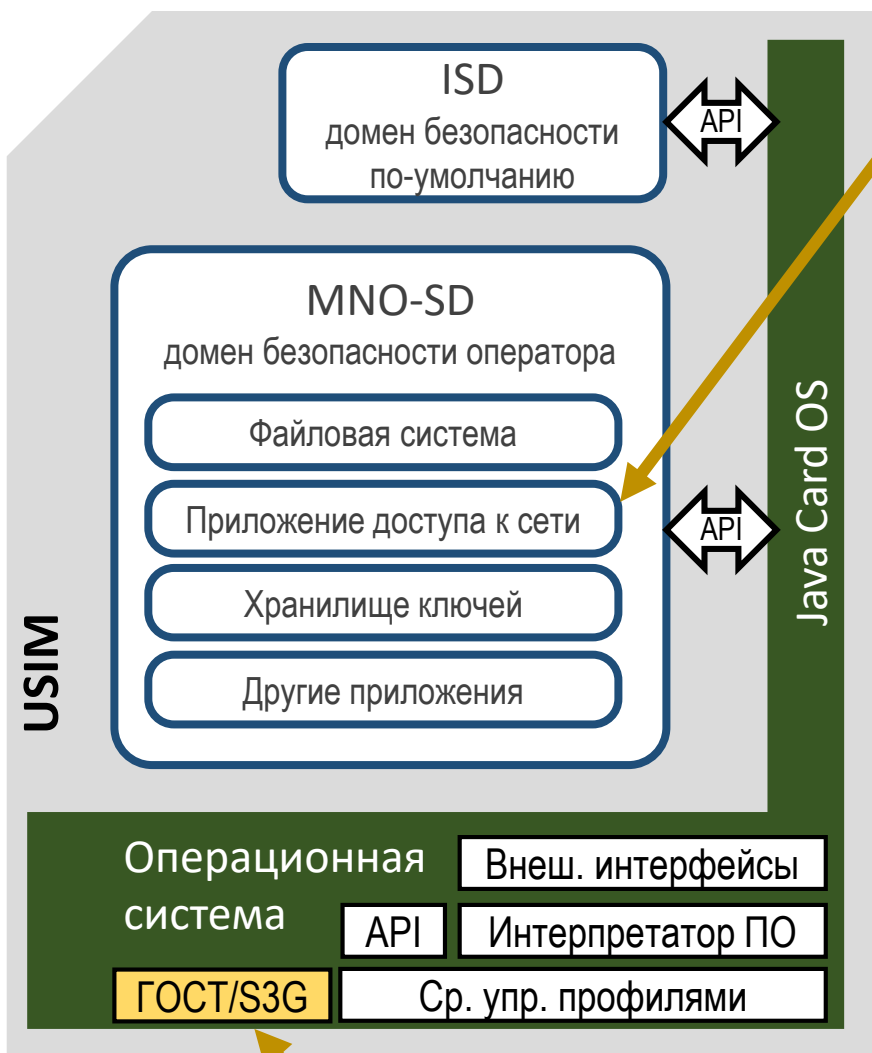 ISD
домен безопасности
по-умолчанию
API
MNO-SD
домен безопасности оператора
Файловая система
Приложение доступа к сети
API
Хранилище ключей
Другие приложения
Java Card OS
USIM
Операционная
система
Внеш. интерфейсы
API
Интерпретатор ПО
ГОСТ/S3G
Ср. упр. профилями